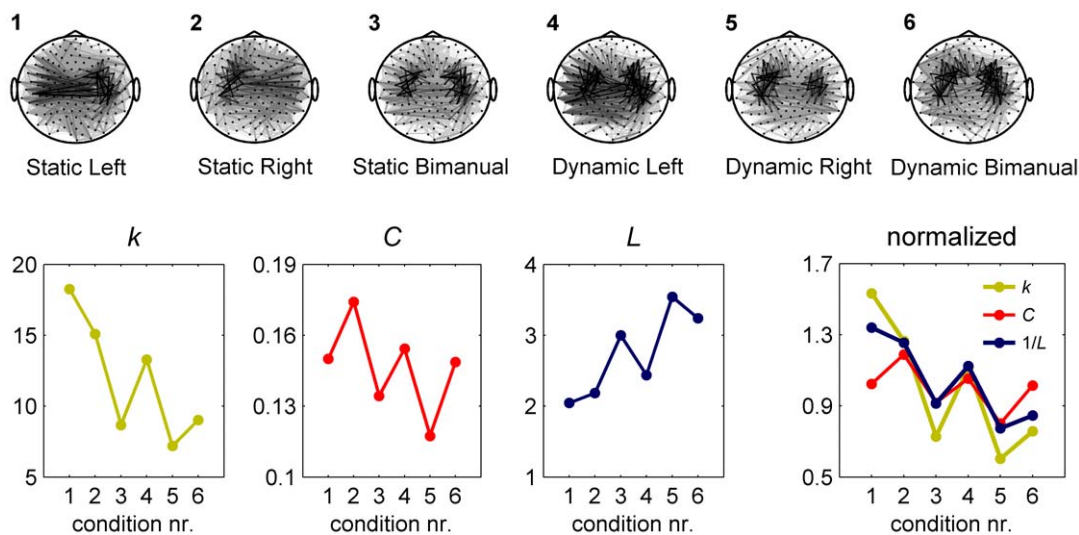 1 2 3 4 5 6
Static Left Static Right Static Bimanual Dynamic Left Dynamic Right Dynamic Bimanual
k
20
15
10
5
1 2 3 4 5 6
condition nr.
C
0.19
0.16
0.13
0.1
1 2 3 4 5 6
condition nr.
L
4
3
2
1
1 2 3 4 5 6
condition nr.
normalized
1.7
1.3
0.9
0.5
k
C
1/L
1 2 3 4 5 6
condition nr.